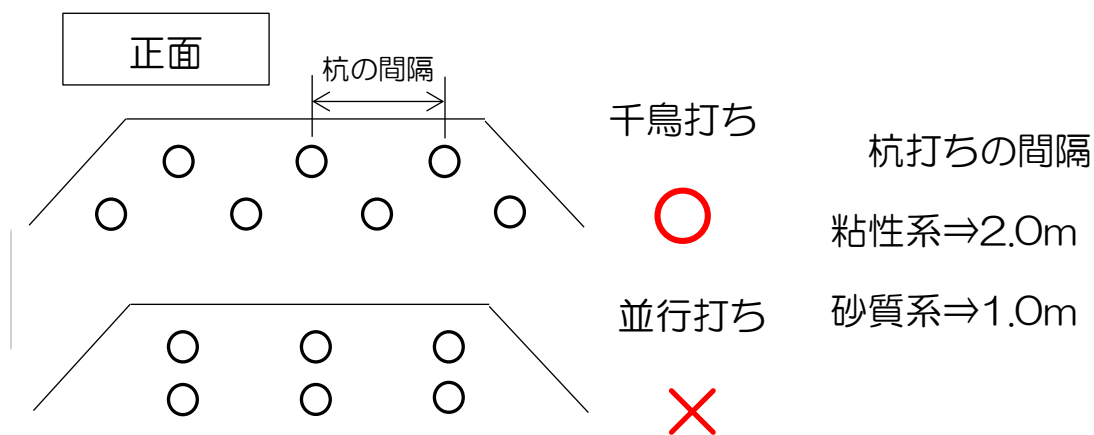 正面
杭の間隔
千鳥打ち
杭打ちの間隔
粘性系⇒2.0m
並行打ち
砂質系⇒1.0m